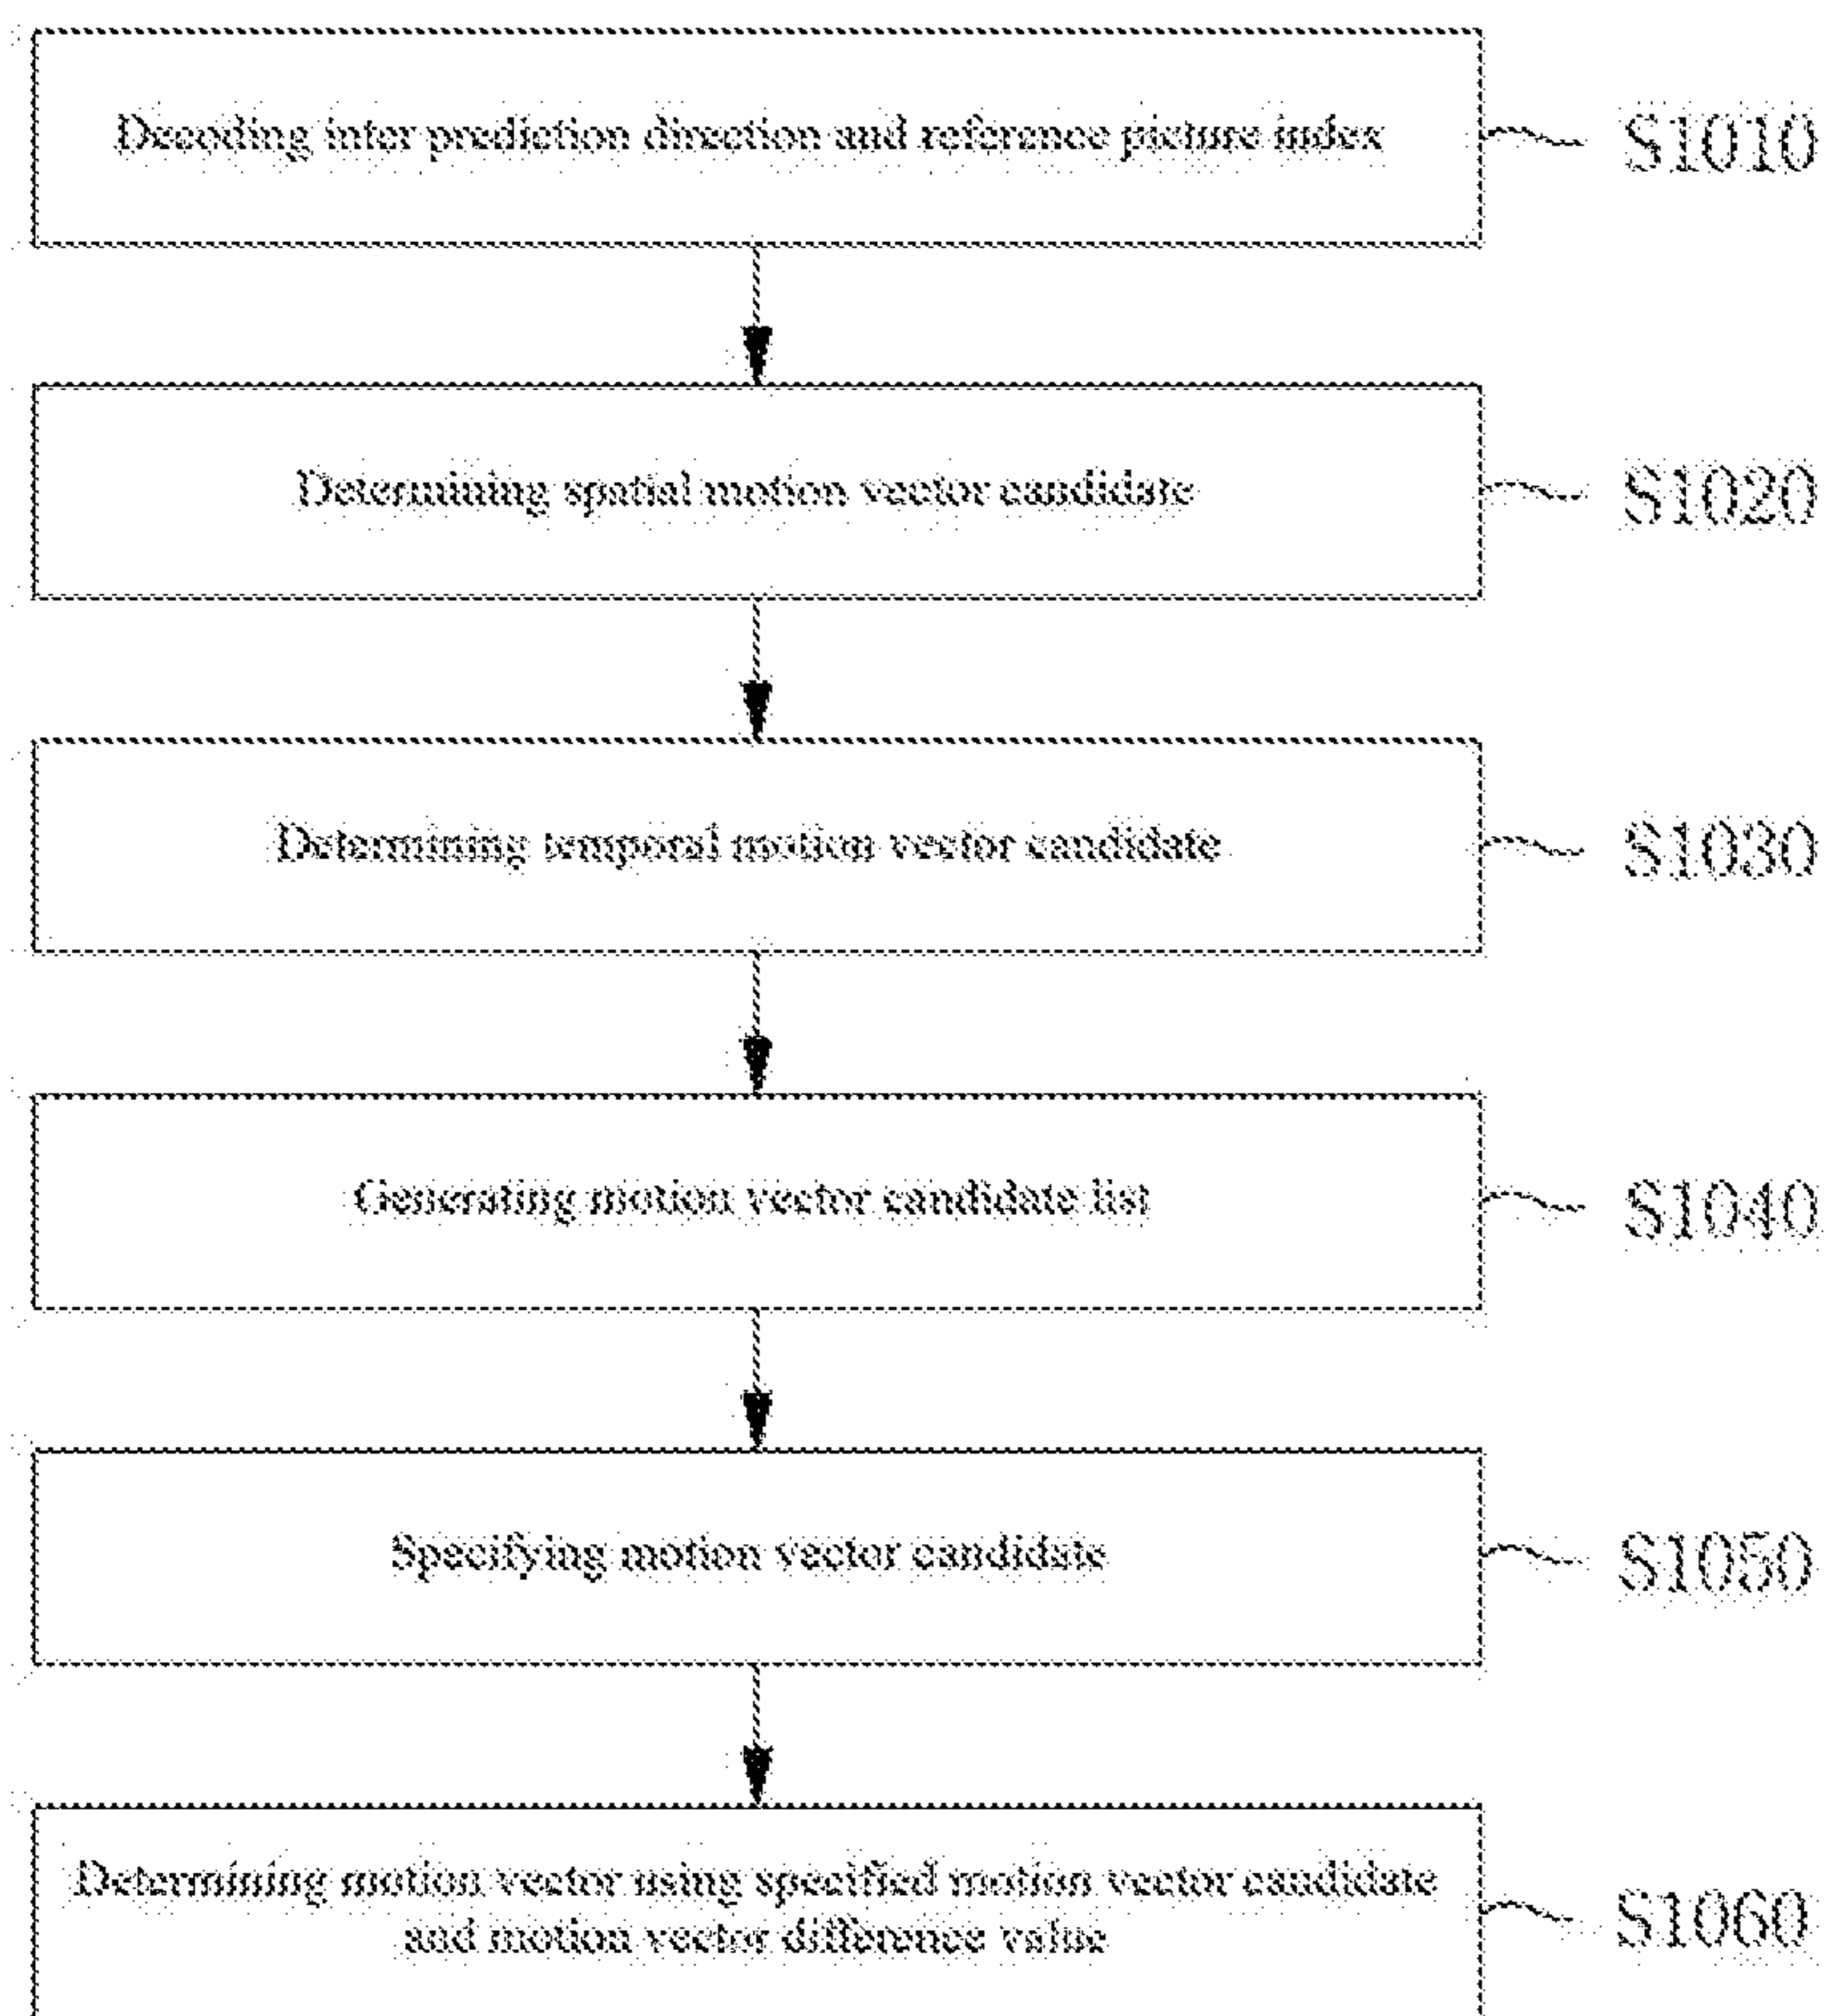 Decoding inter prediction direction and reference picture index
S1010
Determining spatial motion vector candidate
S1020
Determining temporal motion vector candidate
S1030
Generating motion vector candidate list
S1040
Specifying motion vector candidate
S1050
Determining motion vector using specified motion vector candidate
and motion vector difference value
S1060